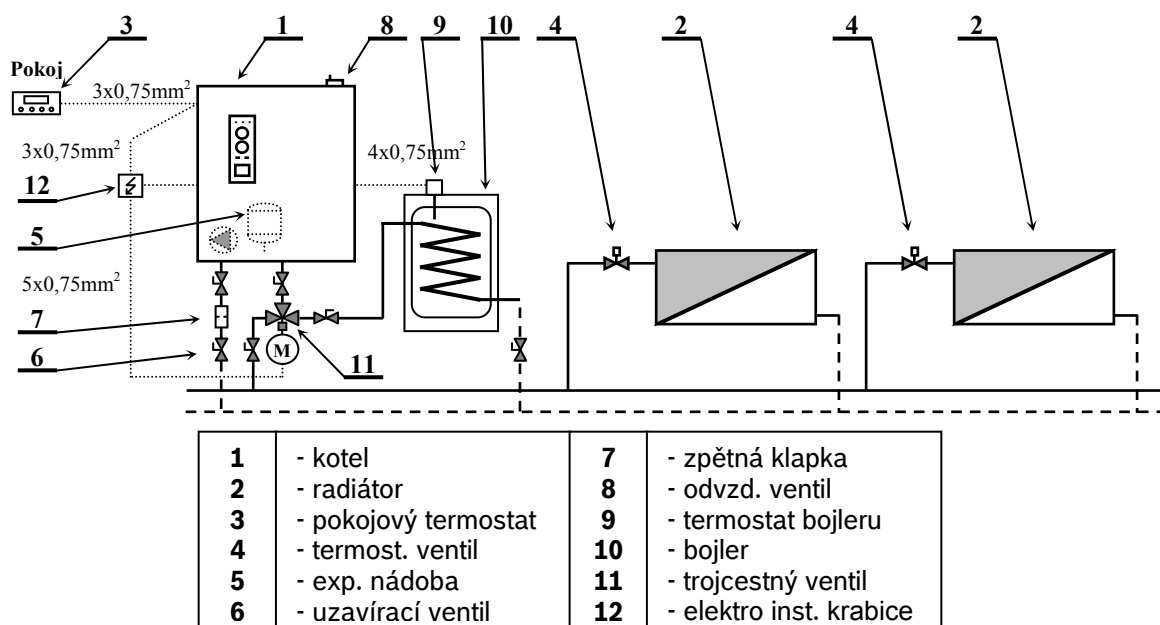 3 1 8 9 10 4 2 4 2
Pokoj
3x0,75mm²
3x0,75mm²
4x0,75mm²
12
5
5x0,75mm²
7
M
6
11
1 - kotel
2 - radiátor
3 - pokojový termostat
4 - termost. ventil
5 - exp. nádoba
6 - uzavírací ventil
7 - zpětná klapka
8 - odvzd. ventil
9 - termostat bojleru
10 - bojler
11 - trojcestný ventil
12 - elektro inst. krabice